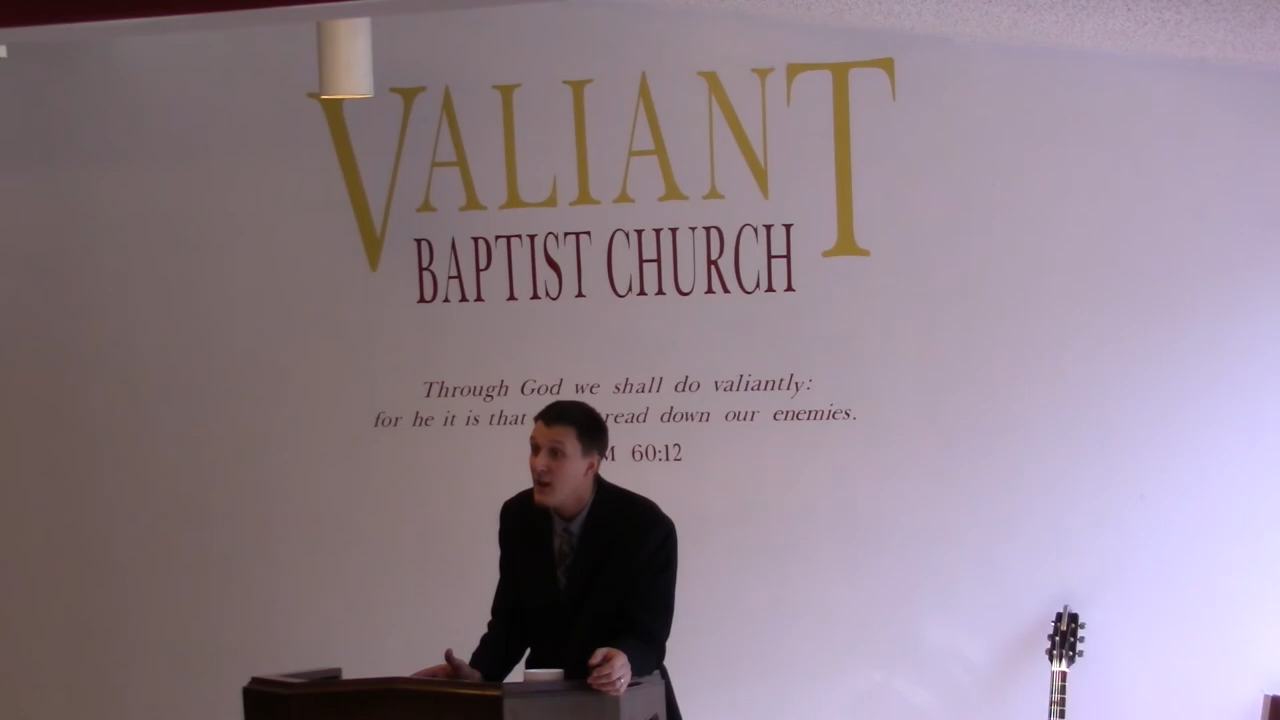 VALIANT
BAPTIST CHURCH
Through God we shall do valiantly:
for he it is that down our enemies.
60:12